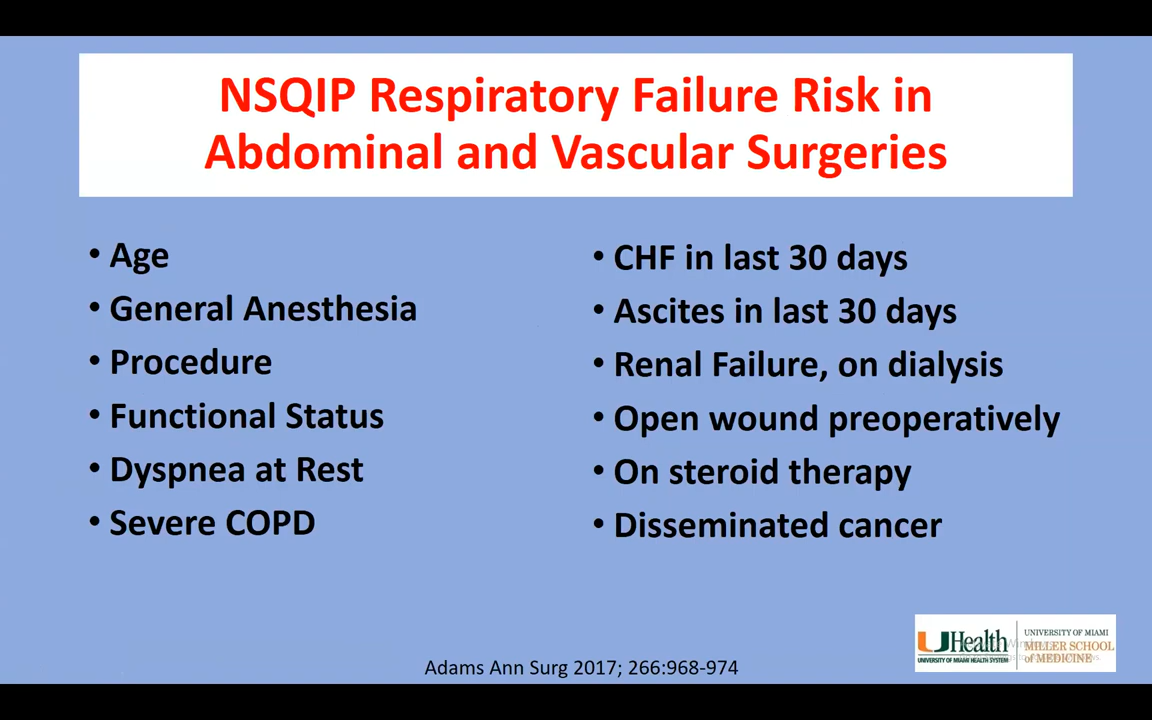 NSQIP Respiratory Failure Risk in
Abdominal and Vascular Surgeries
• Age
• General Anesthesia
• Procedure
• Functional Status
• Dyspnea at Rest
• Severe COPD
• CHF in last 30 days
• Ascites in last 30 days
• Renal Failure, on dialysis
• Open wound preoperatively
• On steroid therapy
• Disseminated cancer
Adams Ann Surg 2017; 266:968-974
UHealth
UNIVERSITY OF MIAMI HEALTH SYSTEM
UNIVERSITY OF MIAMI
MILLER SCHOOL
of MEDICINE